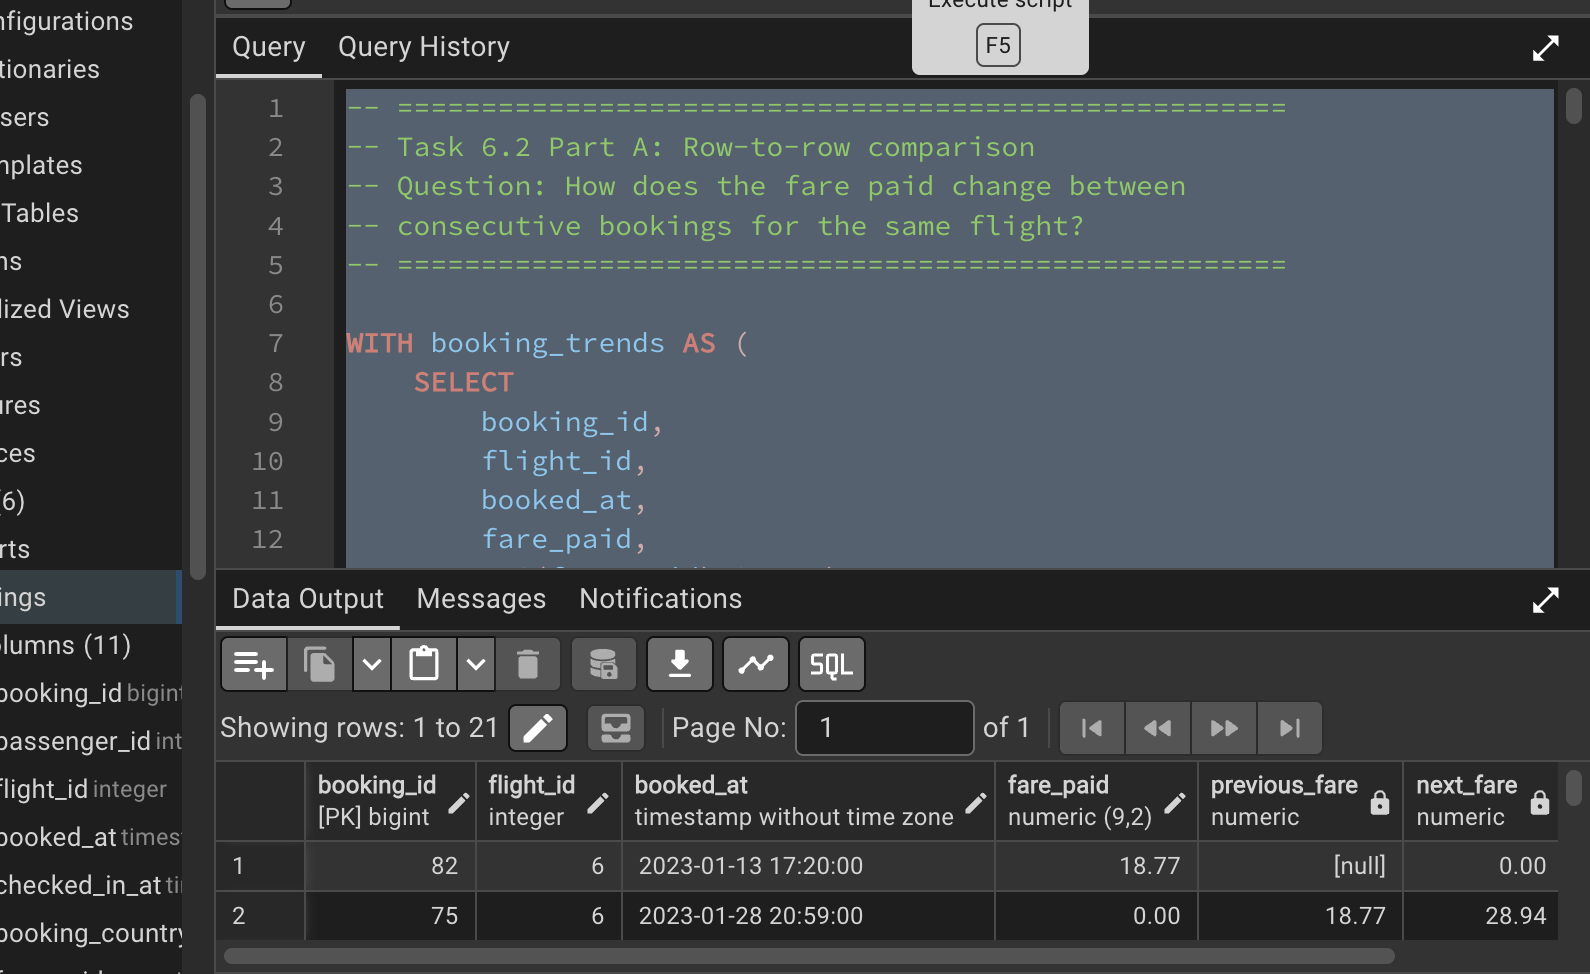 nfigurations
tionaries
sers
mplates
Tables
ns
lized Views
rs
ures
ces
(6)
rts
ings
olumns (11)
booking_id bigint
passenger_id int
flight_id integer
booked_at times
checked_in_at ti
booking_country
Execute script
F5
Query Query History
1 -- =====================================================
2 -- Task 6.2 Part A: Row-to-row comparison
3 -- Question: How does the fare paid change between
4 -- consecutive bookings for the same flight?
5 -- =====================================================
6
7 WITH booking_trends AS (
8 SELECT
9 booking_id,
10 flight_id,
11 booked_at,
12 fare_paid,
Data Output Messages Notifications
SQL
Showing rows: 1 to 21 Page No: 1 of 1
booking_id flight_id booked_at fare_paid previous_fare next_fare
[PK] bigint integer timestamp without time zone numeric (9,2) numeric numeric
1 82 6 2023-01-13 17:20:00 18.77 [null] 0.00
2 75 6 2023-01-28 20:59:00 0.00 18.77 28.94